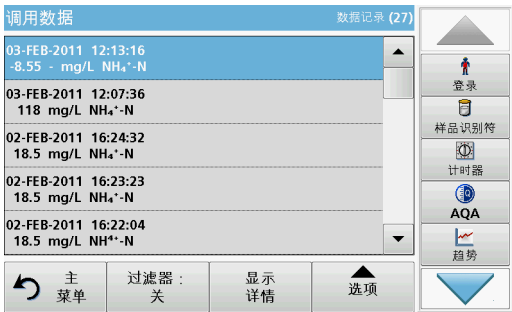 调用数据
数据记录 (27)
03-FEB-2011 12:13:16
-8.55 - mg/L NH₄⁺-N
03-FEB-2011 12:07:36
118 mg/L NH₄⁺-N
02-FEB-2011 16:24:32
18.5 mg/L NH₄⁺-N
02-FEB-2011 16:23:23
18.5 mg/L NH₄⁺-N
02-FEB-2011 16:22:04
18.5 mg/L NH⁴⁺-N
主
菜单
过滤器：
关
显示
详情
选项
登录
样品识别符
计时器
AQA
趋势